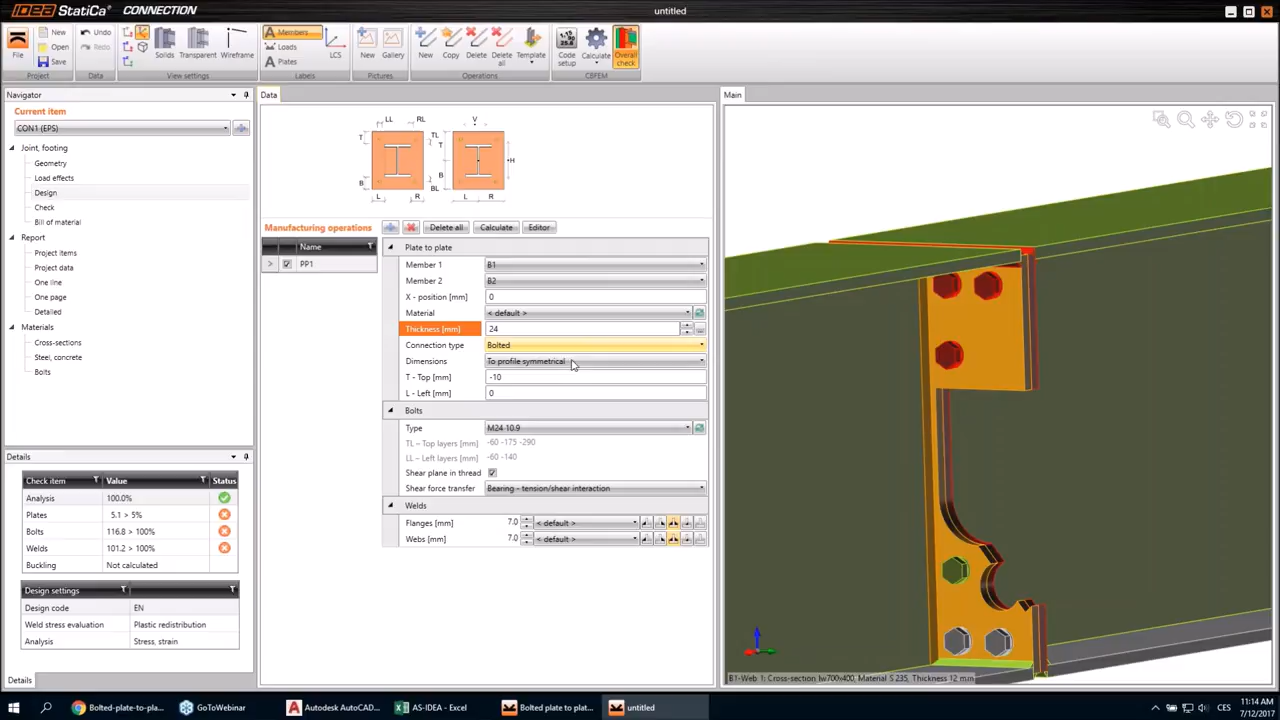 IDEA StatiCa® CONNECTION
untitled
File
New
Open
Save
Project
Undo
Redo
Data
Solids
Transparent
Wireframe
View settings
Members
Loads
Plates
LCS
Labels
New
Gallery
Pictures
New
Copy
Delete
Delete all
Template
Operations
Code setup
Calculate
Overall check
CBFEM
Navigator
Current item
CON1 (EPS)
Joint, footing
Geometry
Load effects
Design
Check
Bill of material
Report
Project items
Project data
One line
One page
Detailed
Materials
Steel, concrete
Bolts
Details
Check item Value Status
Analysis 100.0%
Plates 5.1 > 5%
Bolts 116.8 > 100%
Welds 101.2 > 100%
Buckling Not calculated
Design settings
Design code EN
Weld stress evaluation Plastic redistribution
Analysis Stress, strain
Details
Data
LL RL V
T TL T H
B BL B
L R L R
Manufacturing operations Delete all Calculate Editor
Name
PP1
Plate to plate
Member 1 B1
Member 2 B2
X - position [mm] 0
Material < default >
Thickness [mm] 24
Connection type Bolted
Dimensions To profile symmetrical
T - Top [mm] -10
L - Left [mm] 0
Bolts
Type M24 10.9
TL – Top layers [mm] -60 -175 -290
LL – Left layers [mm] -60 -140
Shear plane in thread
Shear force transfer Bearing - tension/shear interaction
Welds
Flanges [mm] 7.0 < default >
Webs [mm] 7.0 < default >
Main
B1-Web 1: Cross-section Iw700x400, Material S 235, Thickness 12 mm
Bolted-plate-to-pla...
GoToWebinar
Autodesk AutoCAD...
AS-IDEA - Excel
Bolted plate to plat...
untitled
CES
11:14 AM
7/12/2017